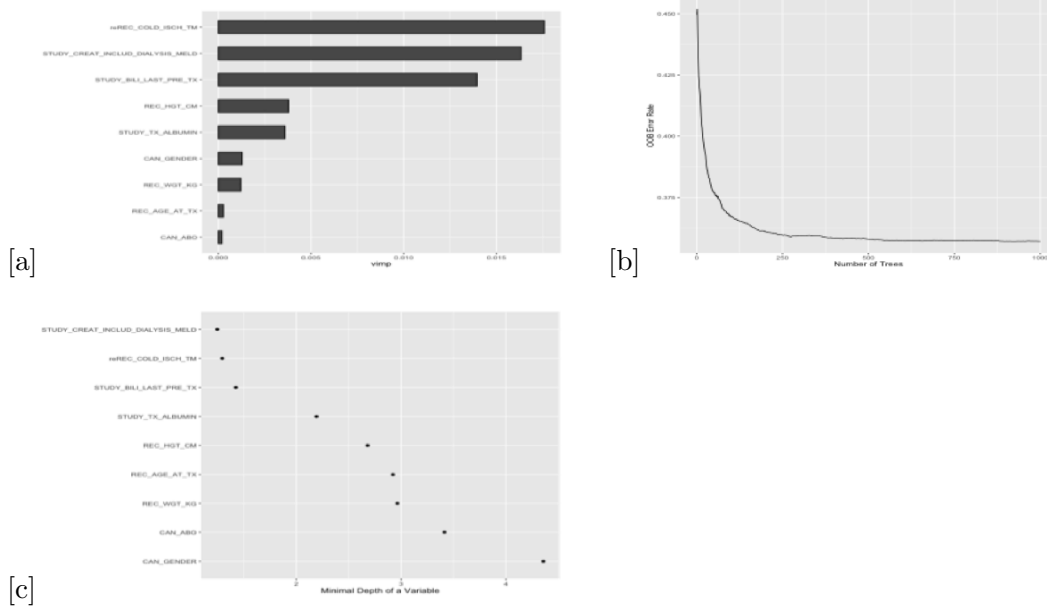 reREC_COLD_ISCH_TM
STUDY_CREAT_INCLUD_DIALYSIS_MELD
STUDY_BILI_LAST_PRE_TX
REC_HGT_CM
STUDY_TX_ALBUMIN
CAN_GENDER
REC_WGT_KG
REC_AGE_AT_TX
CAN_ABO
0.000 0.005 0.010 0.015
vimp
[a]
0.450
0.425
0.400
0.375
OOB Error Rate
0 250 500 750 1000
Number of Trees
[b]
STUDY_CREAT_INCLUD_DIALYSIS_MELD
reREC_COLD_ISCH_TM
STUDY_BILI_LAST_PRE_TX
STUDY_TX_ALBUMIN
REC_HGT_CM
REC_AGE_AT_TX
REC_WGT_KG
CAN_ABO
CAN_GENDER
2 3 4
Minimal Depth of a Variable
[c]